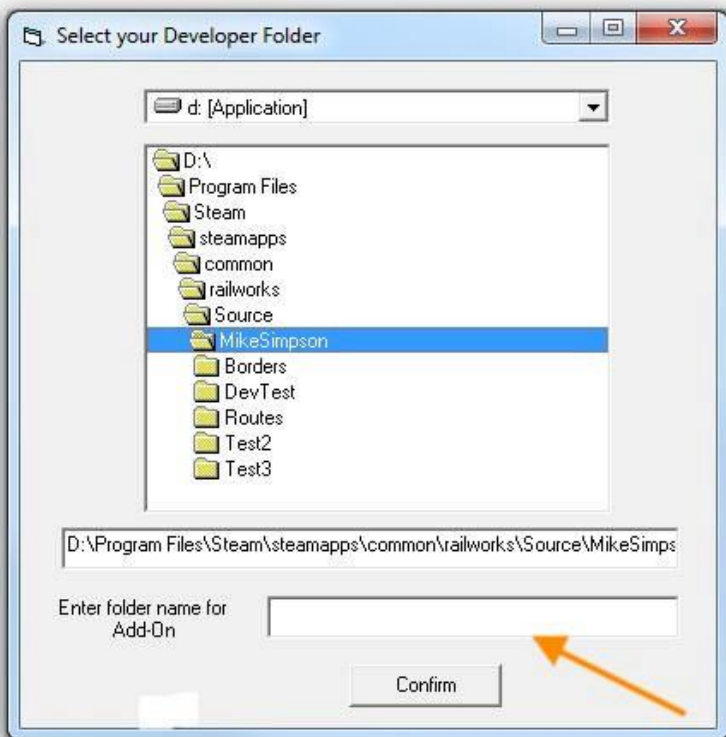 Select your Developer Folder
d: [Application]
D:\
Program Files
Steam
steamapps
common
railworks
Source
MikeSimpson
Borders
DevTest
Routes
Test2
Test3
D:\Program Files\Steam\steamapps\common\railworks\Source\MikeSimps
Enter folder name for
Add-On
Confirm